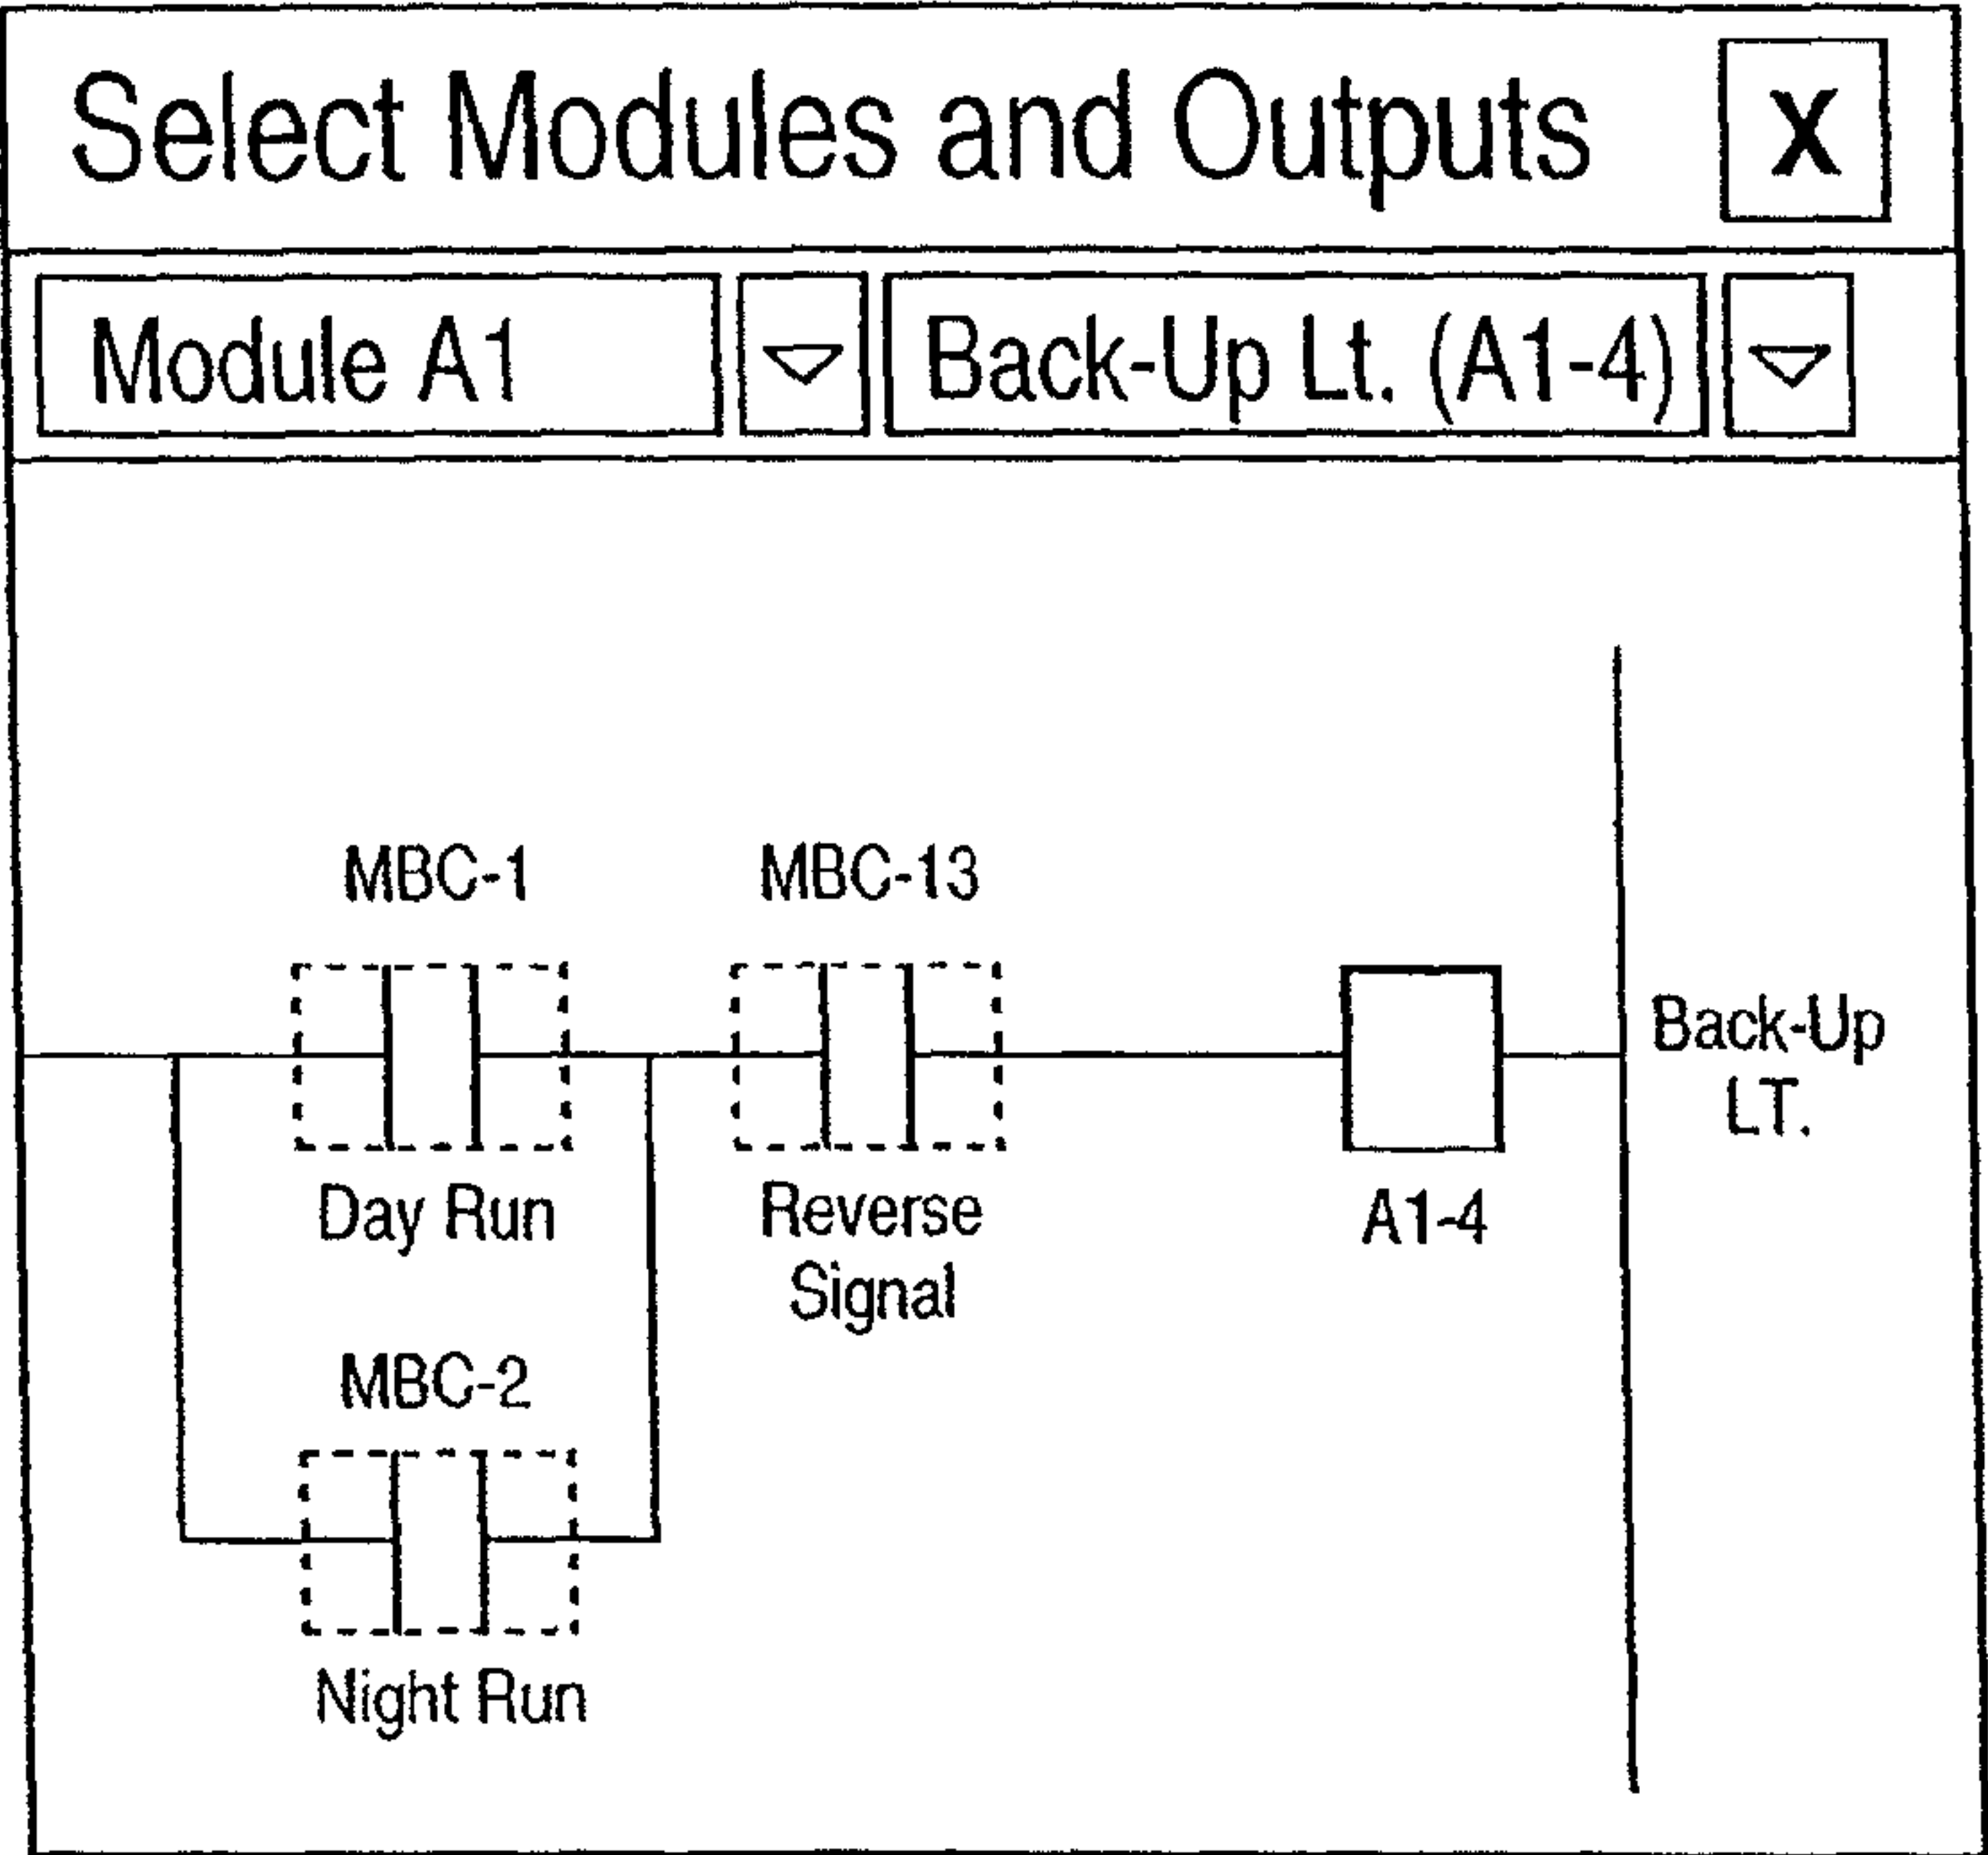 Select Modules and Outputs X
Module A1 Back-Up Lt. (A1-4)
MBC-1 MBC-13
Back-Up
LT.
Day Run Reverse
Signal
A1-4
MBC-2
Night Run